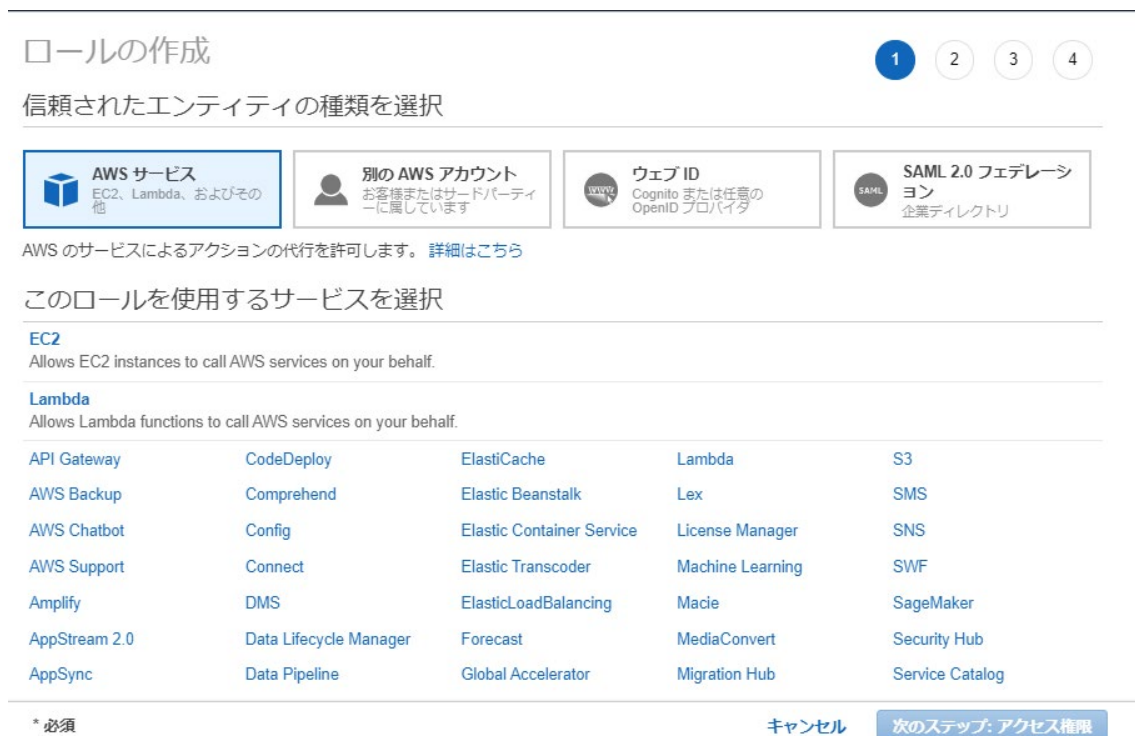 ロールの作成
1 2 3 4
信頼されたエンティティの種類を選択
AWS サービス
EC2、Lambda、およびその
他
別の AWS アカウント
お客様またはサードパーティ
ーに属しています
WWW
ウェブ ID
Cognito または任意の
OpenID プロバイダ
SAML
SAML 2.0 フェデレーシ
ョン
企業ディレクトリ
AWS のサービスによるアクションの代行を許可します。 詳細はこちら
このロールを使用するサービスを選択
EC2
Allows EC2 instances to call AWS services on your behalf.
Lambda
Allows Lambda functions to call AWS services on your behalf.
API Gateway CodeDeploy ElastiCache Lambda S3
AWS Backup Comprehend Elastic Beanstalk Lex SMS
AWS Chatbot Config Elastic Container Service License Manager SNS
AWS Support Connect Elastic Transcoder Machine Learning SWF
Amplify DMS ElasticLoadBalancing Macie SageMaker
AppStream 2.0 Data Lifecycle Manager Forecast MediaConvert Security Hub
AppSync Data Pipeline Global Accelerator Migration Hub Service Catalog
* 必須 キャンセル 次のステップ: アクセス権限